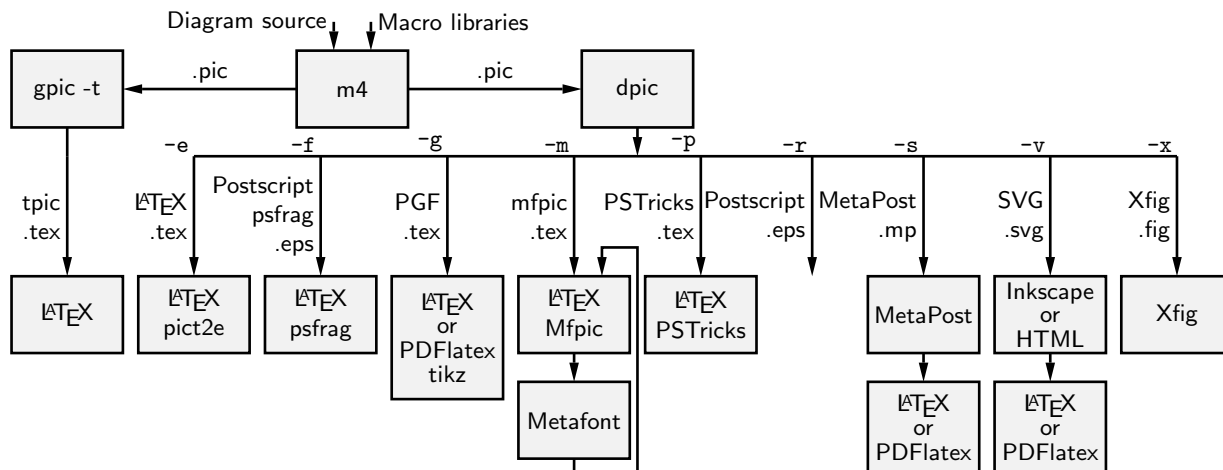 Diagram source
Macro libraries
gpic -t
.pic
m4
.pic
dpic
-e
-f
-g
-m
-p
-r
-s
-v
-x
tpic
.tex
LATEX
.tex
Postscript
psfrag
.eps
PGF
.tex
mfpic
.tex
PSTricks
.tex
Postscript
.eps
MetaPost
.mp
SVG
.svg
Xfig
.fig
LATEX
LATEX
pict2e
LATEX
psfrag
LATEX
or
PDFlatex
tikz
LATEX
Mfpic
LATEX
PSTricks
MetaPost
Inkscape
or
HTML
Xfig
Metafont
LATEX
or
PDFlatex
LATEX
or
PDFlatex